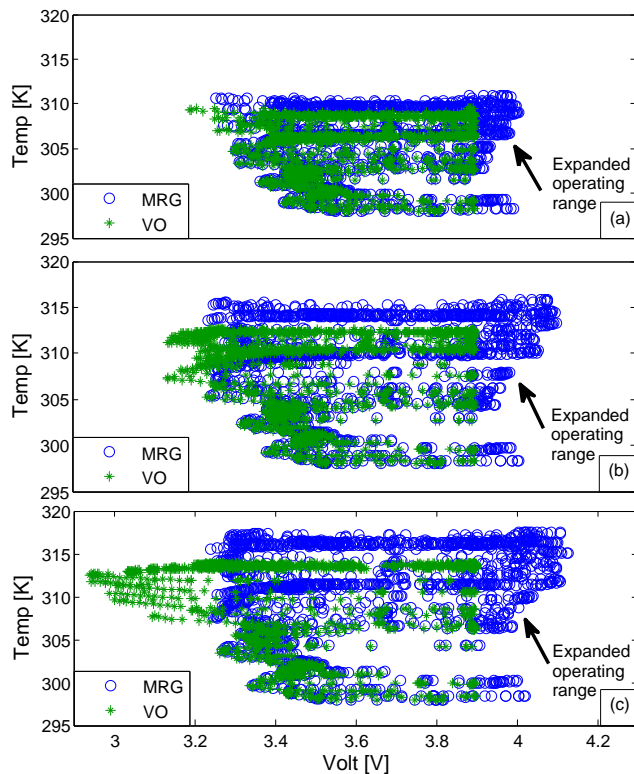 320
315
310
305
300
295
Temp [K]
MRG
VO
Expanded
operating
range
(a)
320
315
310
305
300
295
Temp [K]
MRG
VO
Expanded
operating
range
(b)
320
315
310
305
300
295
Temp [K]
MRG
VO
Expanded
operating
range
(c)
3 3.2 3.4 3.6 3.8 4 4.2
Volt [V]